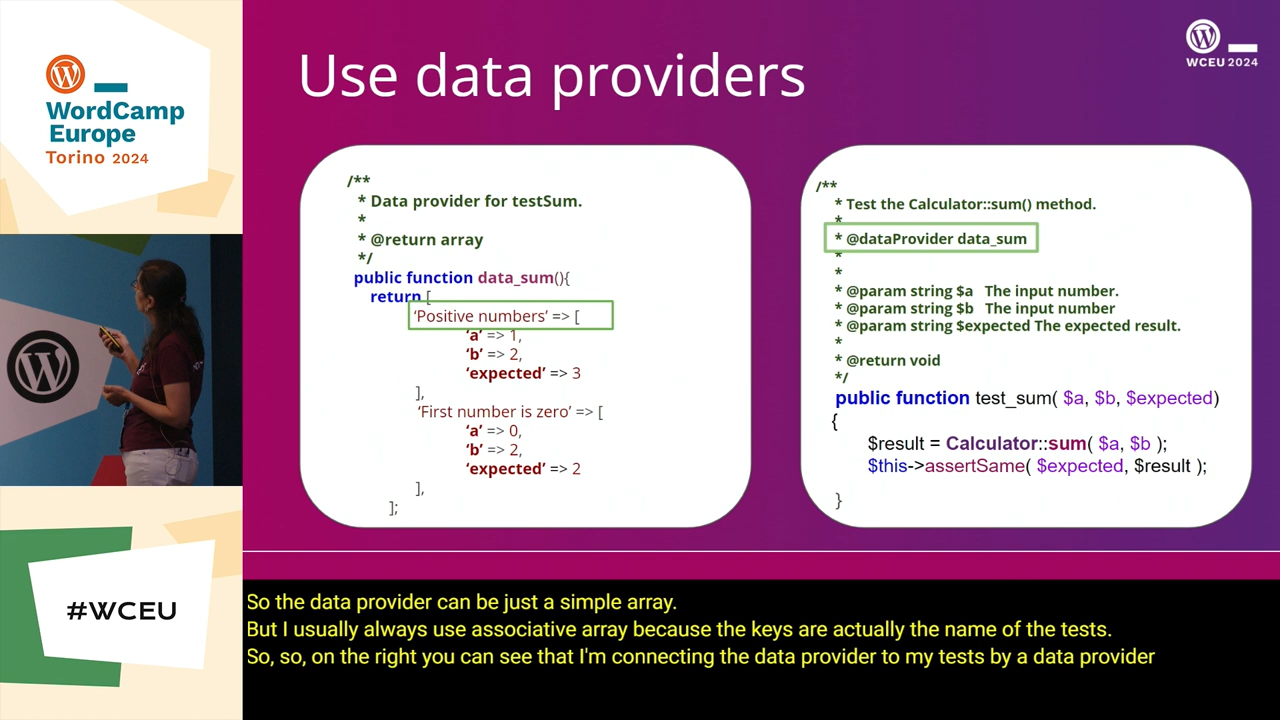 WordCamp
Europe
Torino 2024
#WCEU
Use data providers
WCEU 2024
/**
* Data provider for testSum.
*
* @return array
*/
public function data_sum(){
return [
‘Positive numbers’ => [
‘a’ => 1,
‘b’ => 2,
‘expected’ => 3
],
‘First number is zero’ => [
‘a’ => 0,
‘b’ => 2,
‘expected’ => 2
],
];
/**
* Test the Calculator::sum() method.
*
* @dataProvider data_sum
*
*
* @param string $a The input number.
* @param string $b The input number
* @param string $expected The expected result.
*
* @return void
*/
public function test_sum( $a, $b, $expected)
{
$result = Calculator::sum( $a, $b );
$this->assertSame( $expected, $result );
}
So the data provider can be just a simple array.
But I usually always use associative array because the keys are actually the name of the tests.
So, so, on the right you can see that I'm connecting the data provider to my tests by a data provider